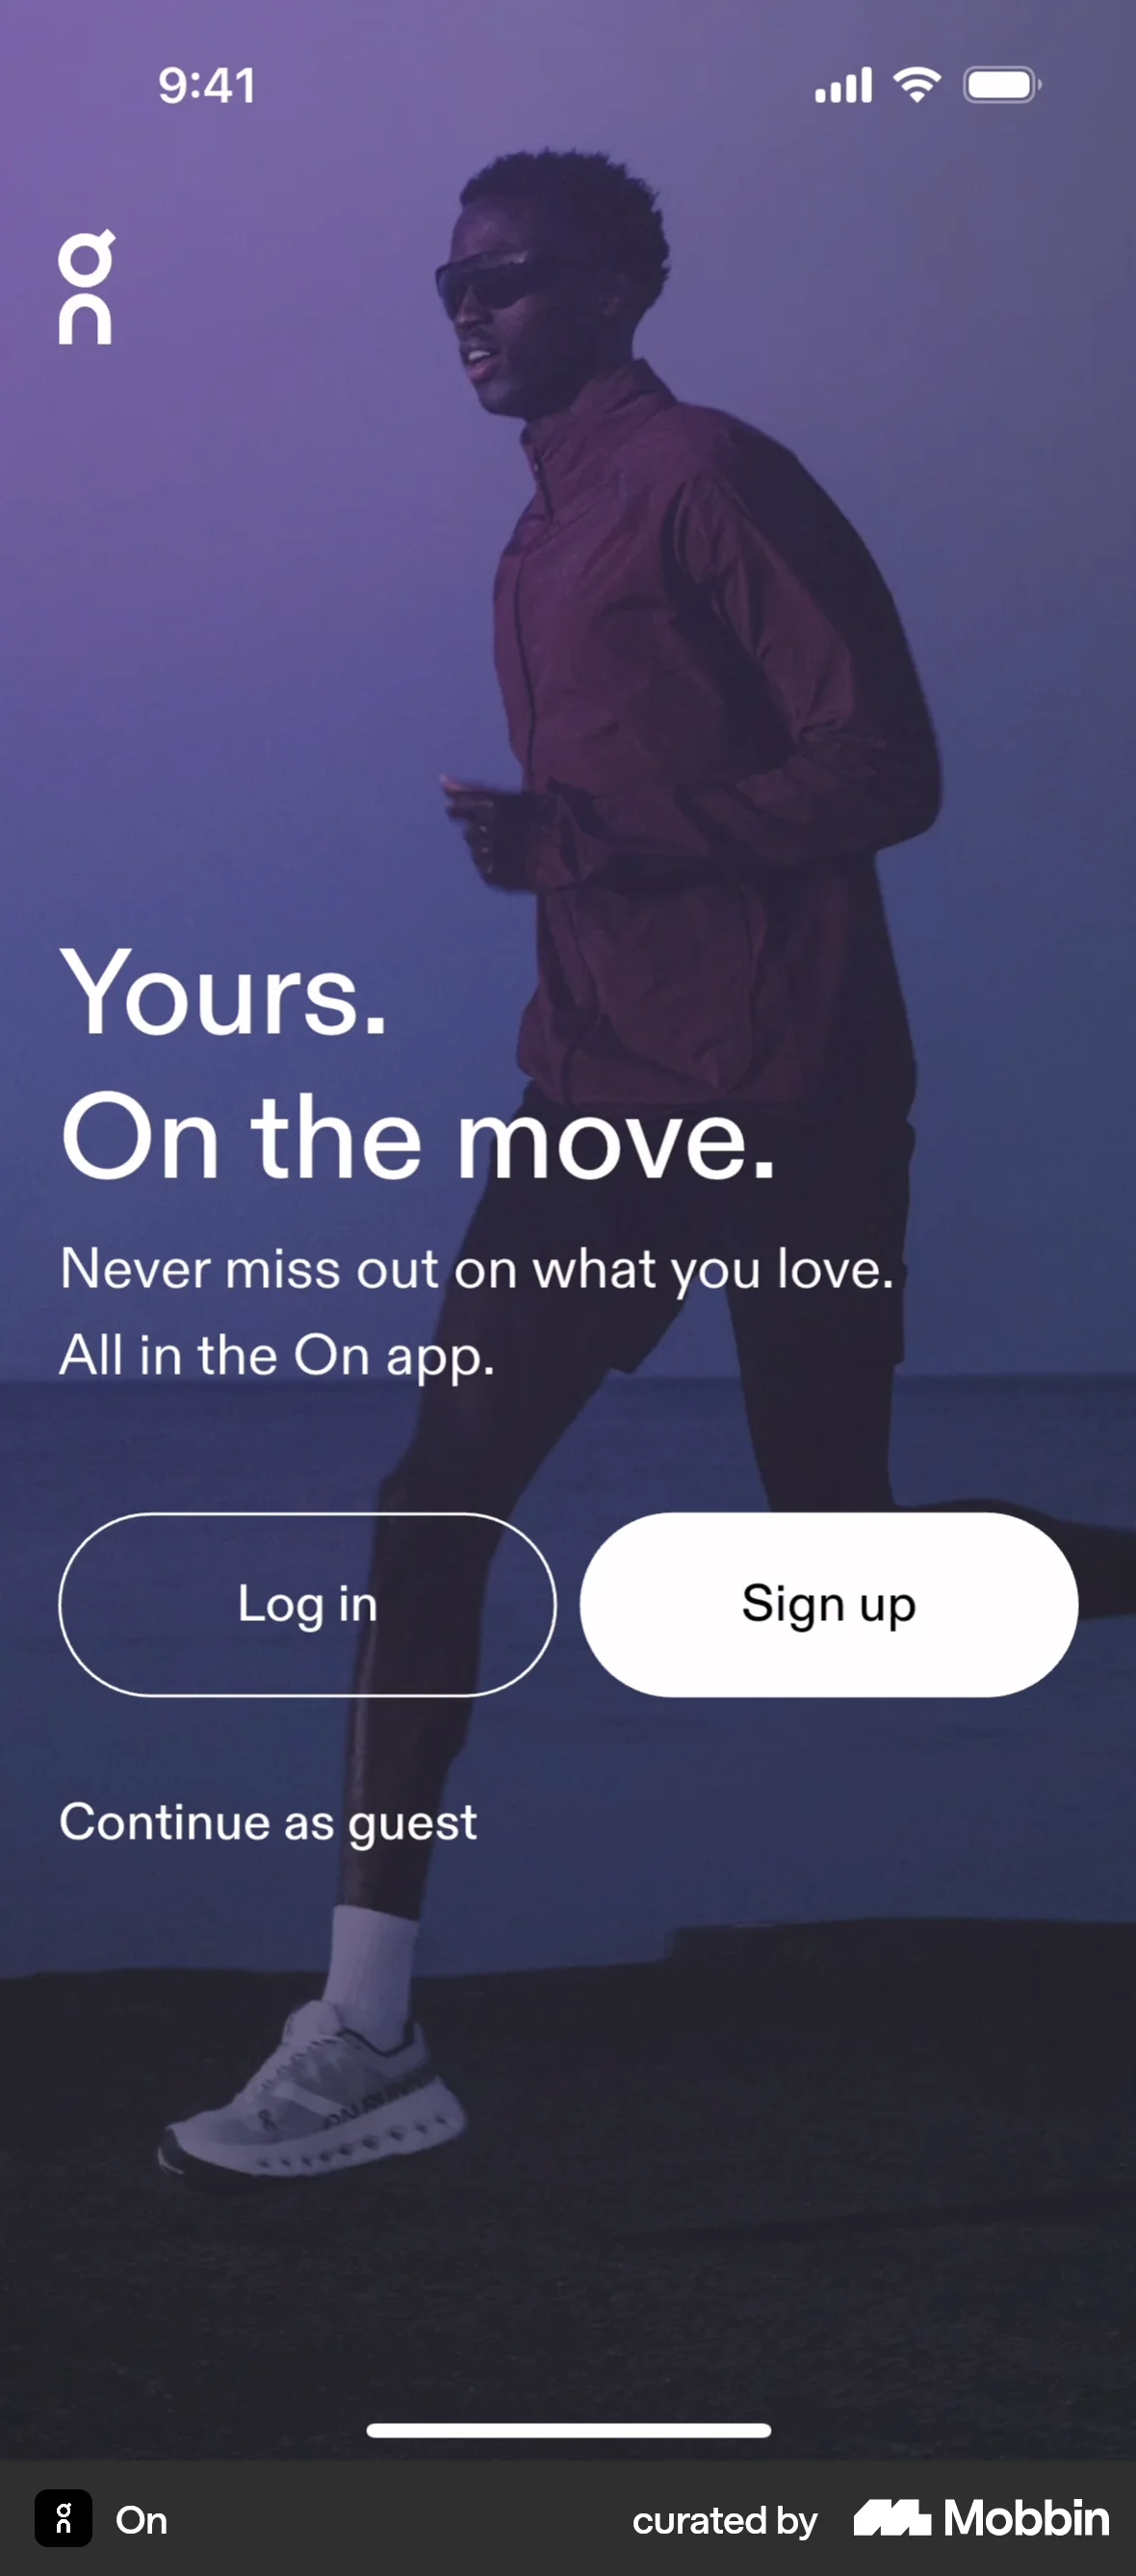 9:41
On
Yours.
On the move.
Never miss out on what you love.
All in the On app.
Log in
Sign up
Continue as guest
On
curated by Mobbin